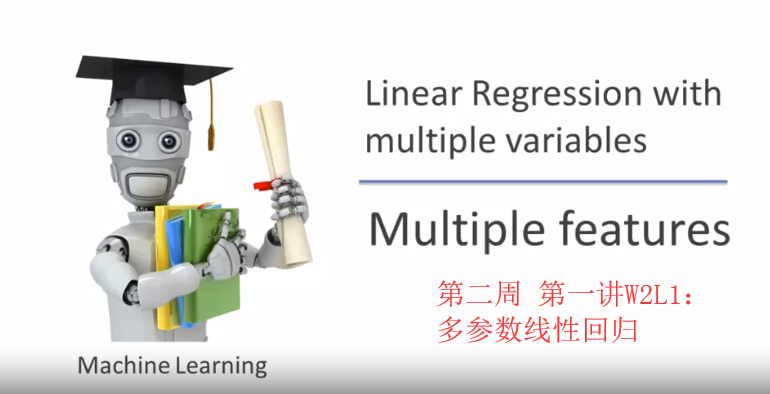 Linear Regression with
multiple variables
Multiple features
第二周 第一讲W2L1:
多参数线性回归
Machine Learning